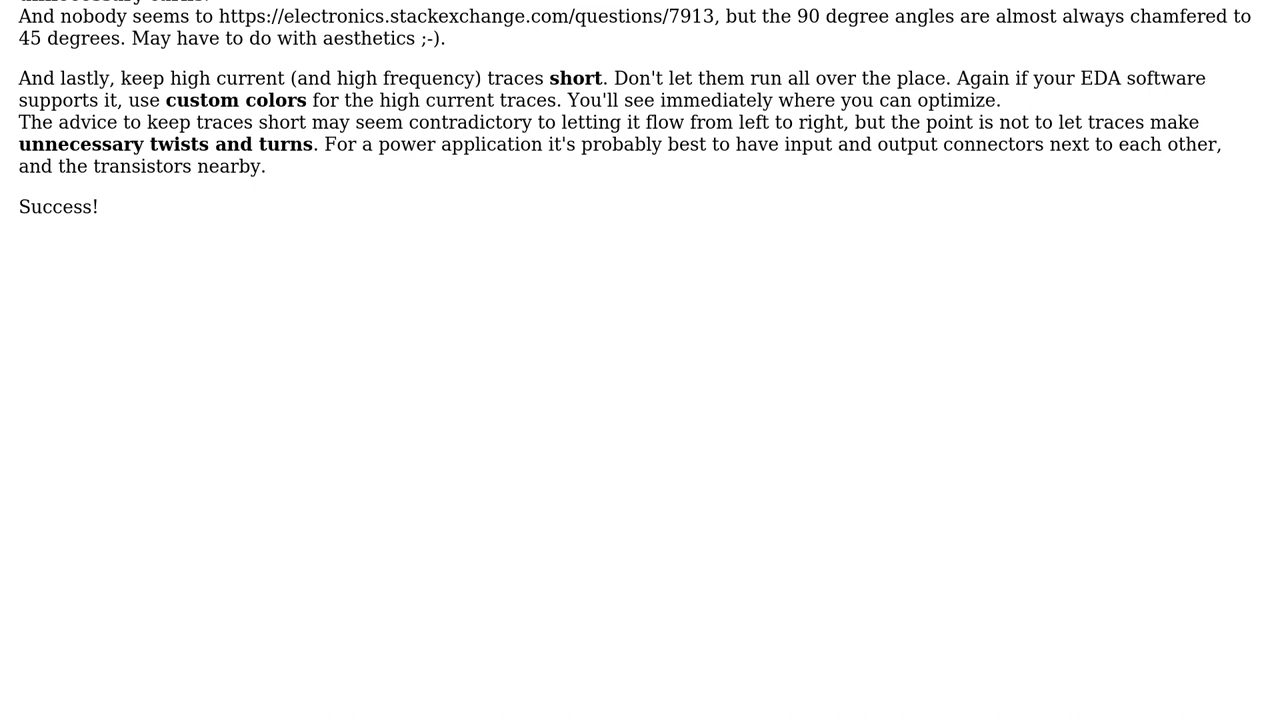 And nobody seems to https://electronics.stackexchange.com/questions/7913, but the 90 degree angles are almost always chamfered to
45 degrees. May have to do with aesthetics ;-).
And lastly, keep high current (and high frequency) traces short. Don't let them run all over the place. Again if your EDA software
supports it, use custom colors for the high current traces. You'll see immediately where you can optimize.
The advice to keep traces short may seem contradictory to letting it flow from left to right, but the point is not to let traces make
unnecessary twists and turns. For a power application it's probably best to have input and output connectors next to each other,
and the transistors nearby.
Success!